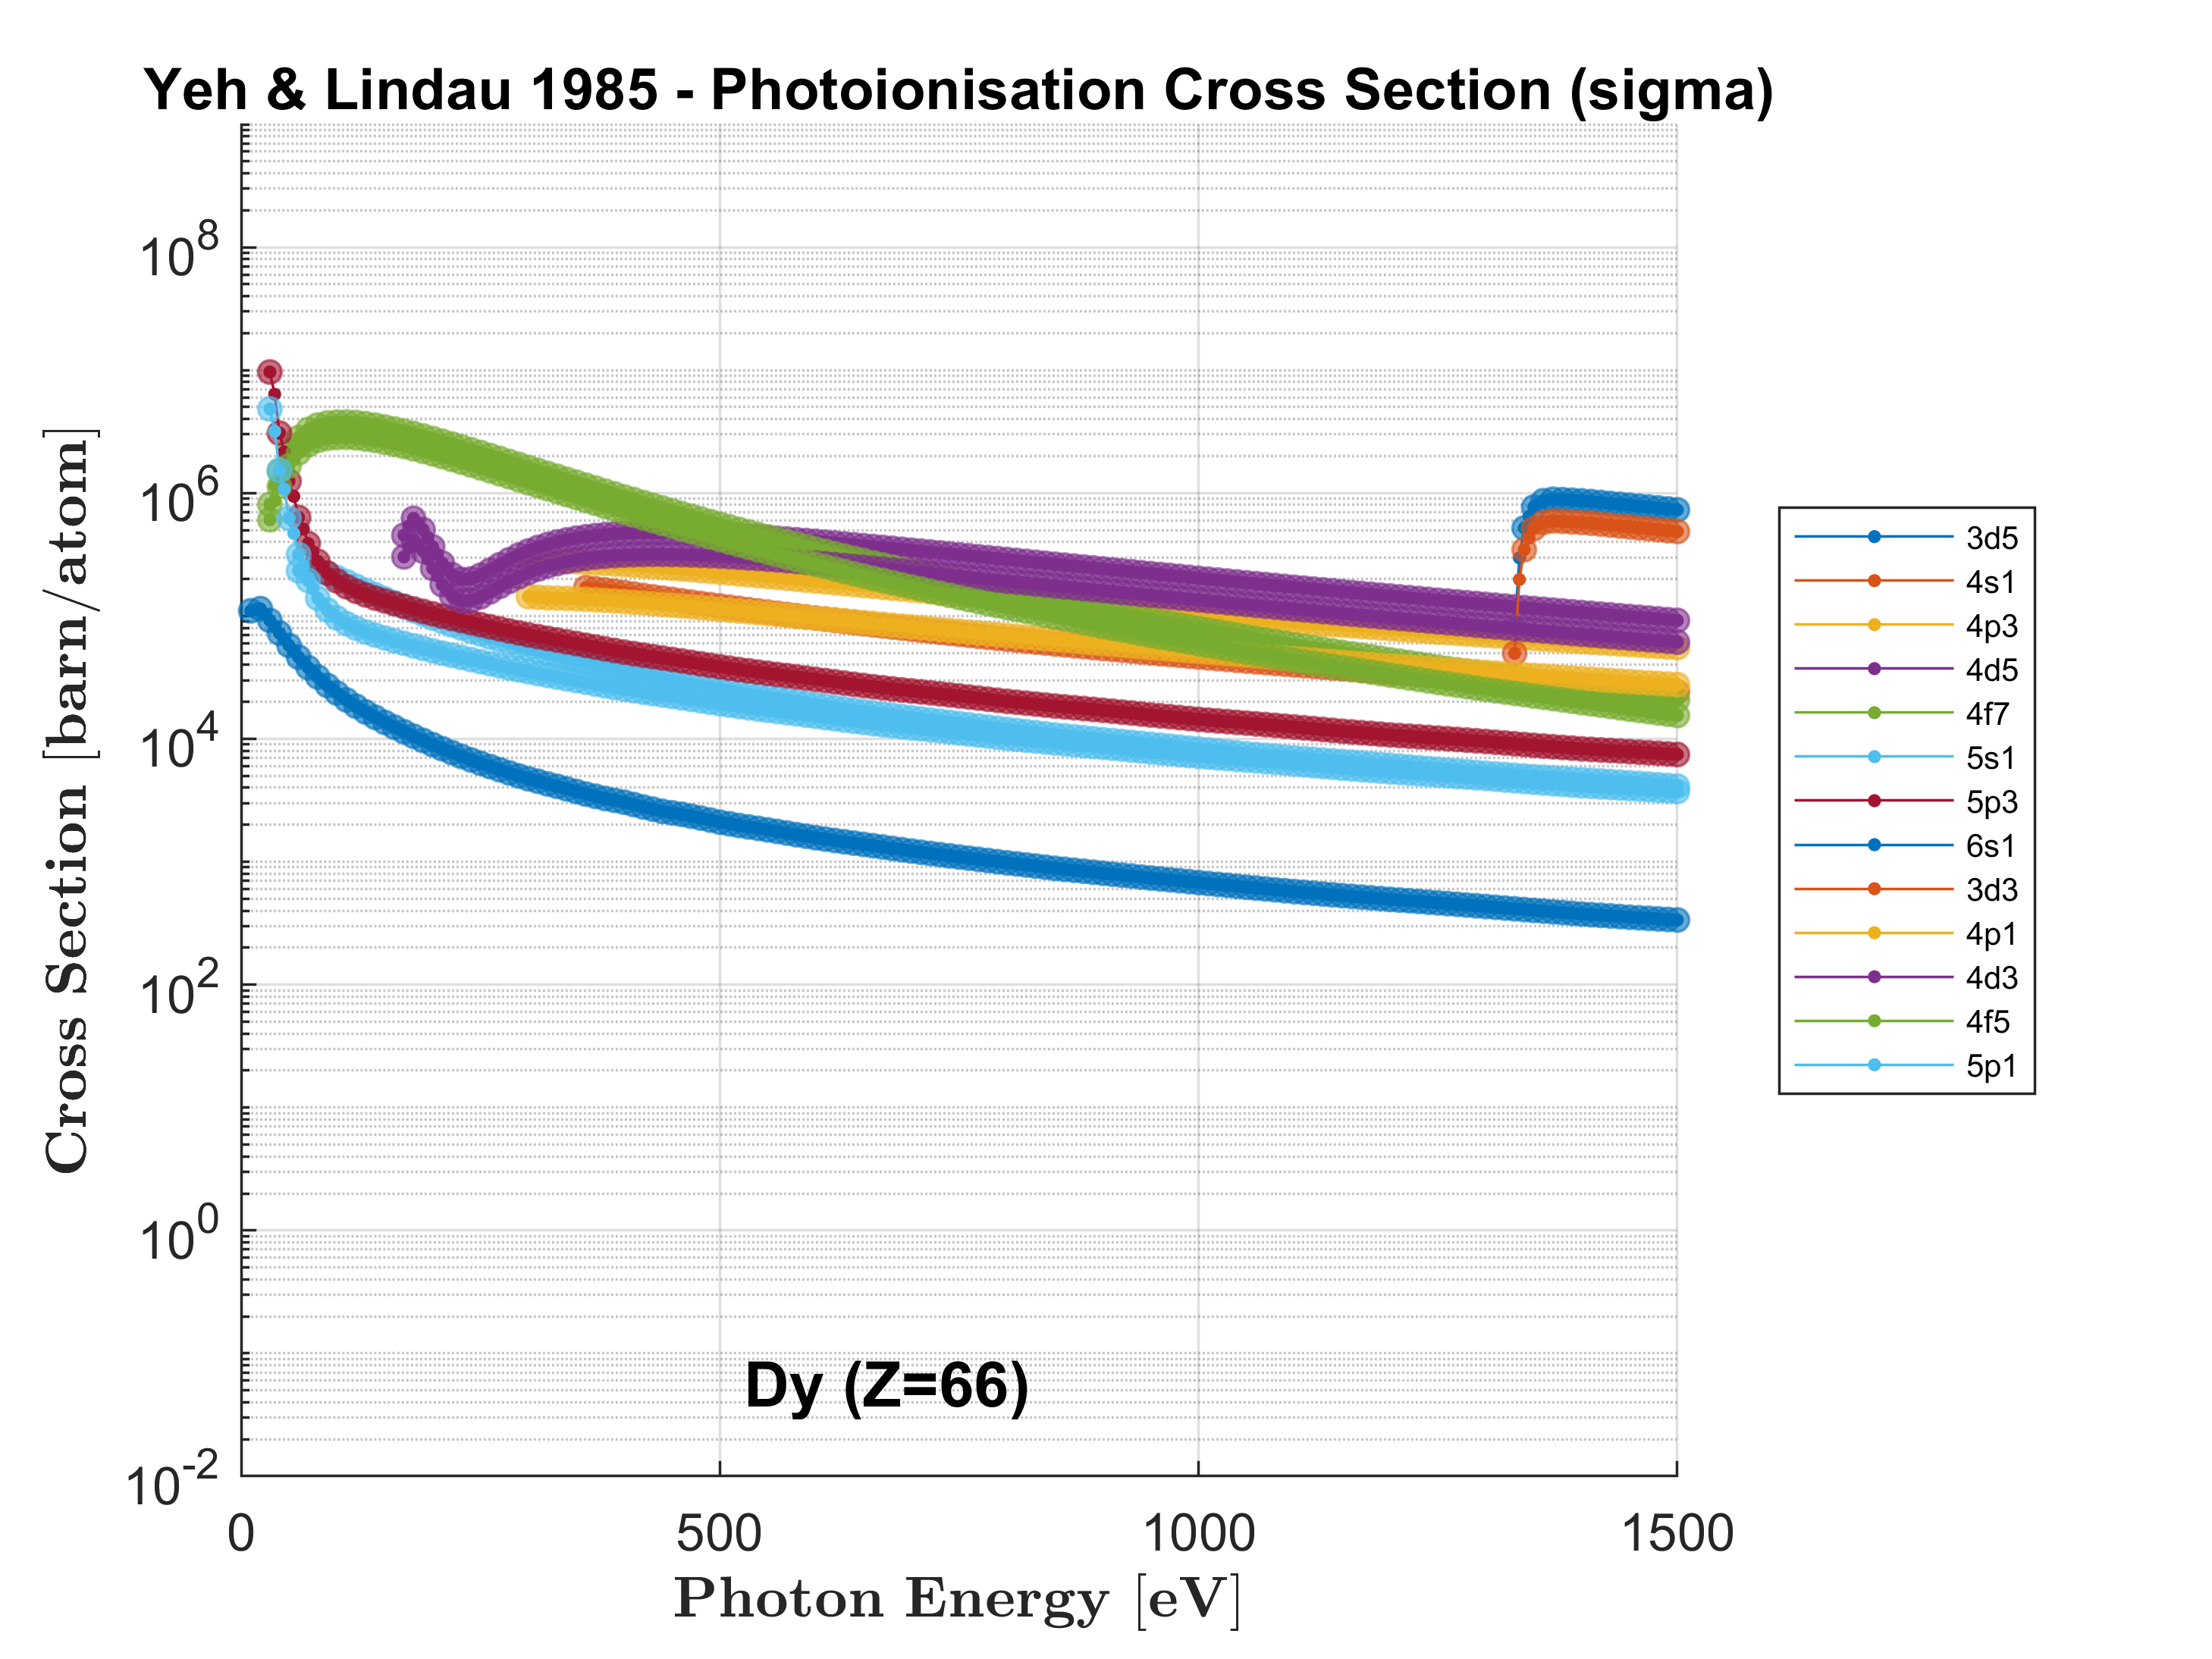 Yeh & Lindau 1985 - Photoionisation Cross Section (sigma)
Cross Section [barn/atom]
10^8
10^6
10^4
10^2
10^0
10^-2
0 500 1000 1500
Photon Energy [eV]
Dy (Z=66)
3d5
4s1
4p3
4d5
4f7
5s1
5p3
6s1
3d3
4p1
4d3
4f5
5p1